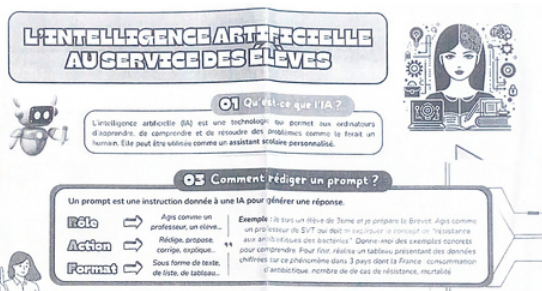 L'INTELLIGENCE ARTIFICIELLE
AU SERVICE DES ÉLÈVES
01 Qu'est-ce que l'IA ?
L'intelligence artificielle (IA) est une technologie qui permet aux ordinateurs
d'apprendre, de comprendre et de résoudre des problèmes comme le ferait un
humain. Elle peut être utilisée comme un assistant scolaire personnalisé.
03 Comment rédiger un prompt ?
Un prompt est une instruction donnée à une IA pour générer une réponse.
Rôle
Agis comme un
professeur, un élève...
Action
Rédige, propose,
corrige, explique...
Format
Sous forme de texte,
de liste, de tableau...
Exemple : Je suis un élève de 3eme et je prépare le Brevet. Agis comme
un professeur de SVT qui doit m'expliquer le concept de "résistance
aux antibiotiques des bactéries". Donne-moi des exemples concrets
pour comprendre. Pour finir, réalise un tableau présentant des données
chiffrées sur ce phénomène dans 3 pays dont la France : consommation
d'antibiotique, nombre de de cas de résistance, mortalité